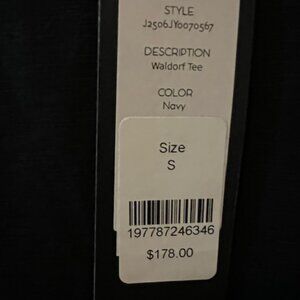 STYLE
J2506JY0070567
DESCRIPTION
Waldorf Tee
COLOR
Navy
Size
S
197787246346
$178.00